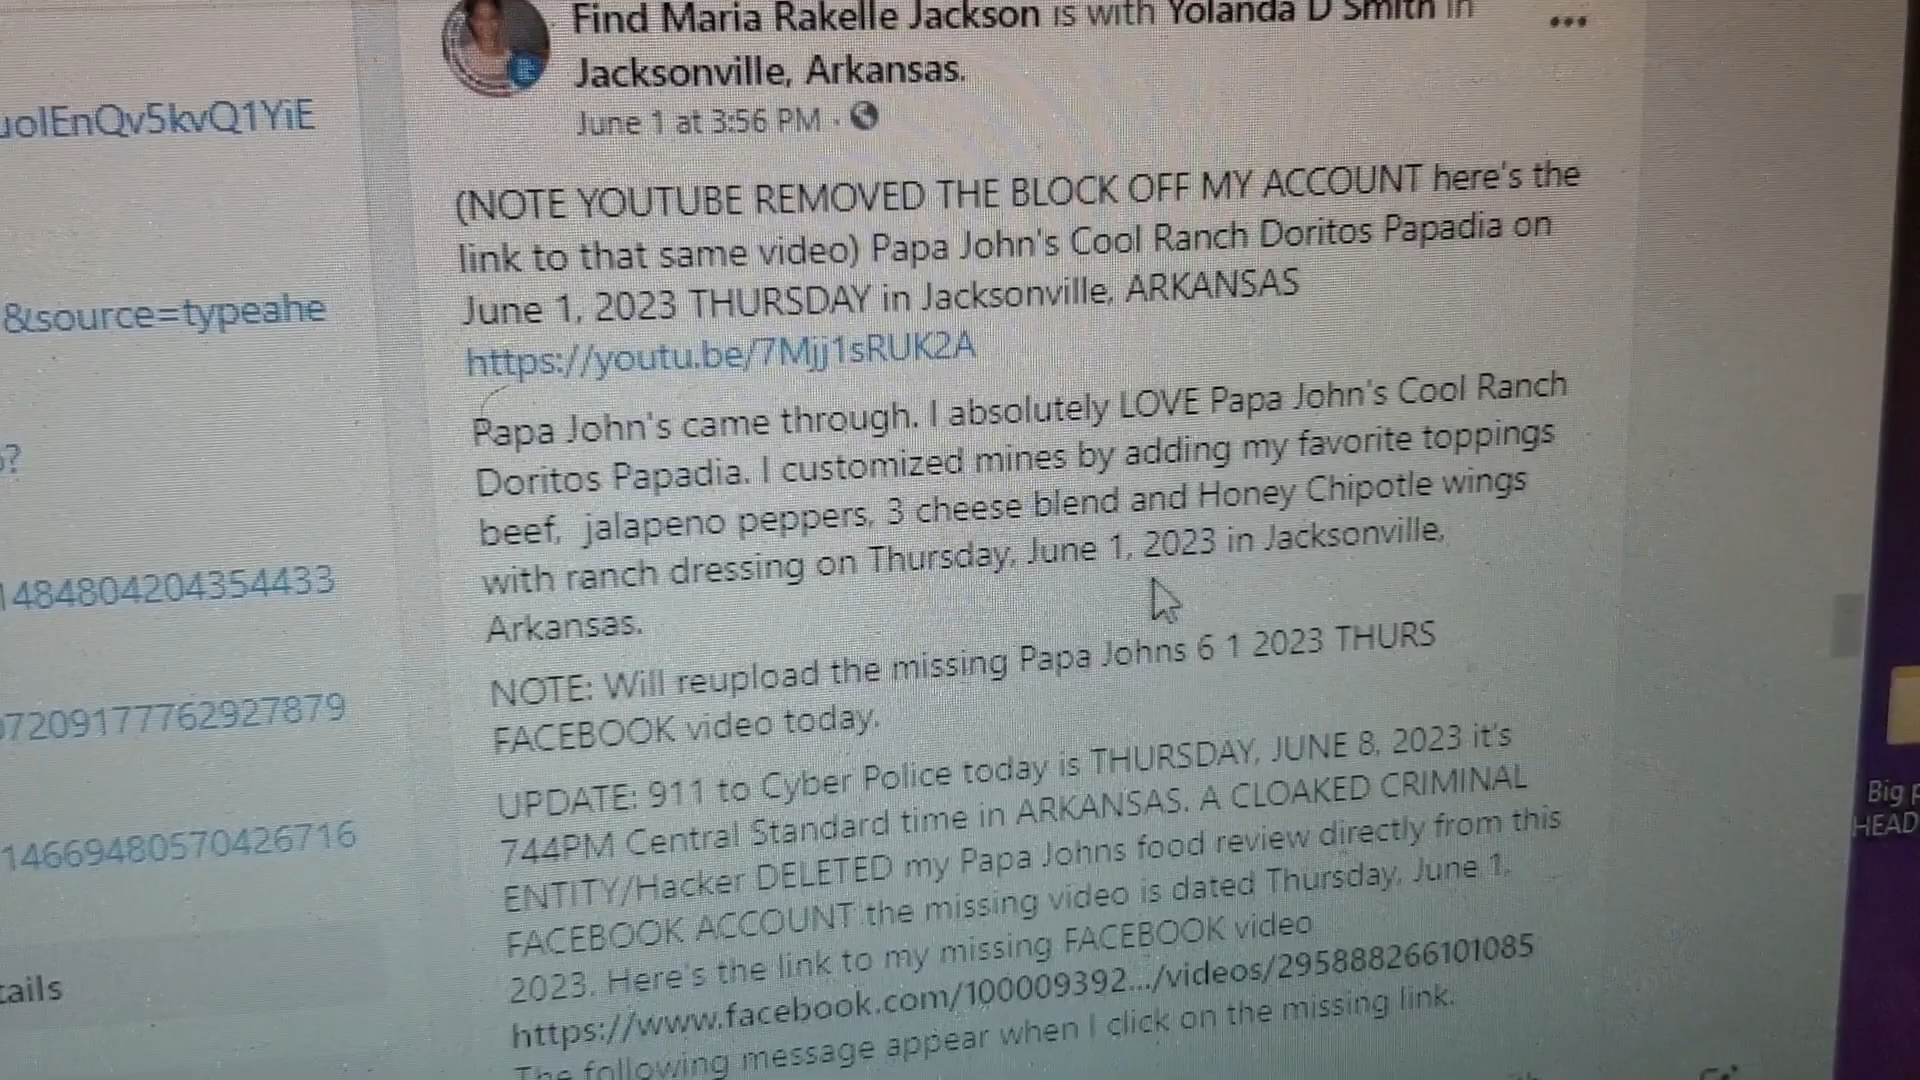 Find Maria Rakelle Jackson is with Yolanda D Smith in
Jacksonville, Arkansas.
June 1 at 3:56 PM ·
(NOTE YOUTUBE REMOVED THE BLOCK OFF MY ACCOUNT here's the
link to that same video) Papa John's Cool Ranch Doritos Papadia on
June 1, 2023 THURSDAY in Jacksonville, ARKANSAS
https://youtu.be/7Mjj1sRUK2A
Papa John's came through. I absolutely LOVE Papa John's Cool Ranch
Doritos Papadia. I customized mines by adding my favorite toppings
beef, jalapeno peppers, 3 cheese blend and Honey Chipotle wings
with ranch dressing on Thursday, June 1, 2023 in Jacksonville,
Arkansas.
NOTE: Will reupload the missing Papa Johns 6 1 2023 THURS
FACEBOOK video today.
UPDATE: 911 to Cyber Police today is THURSDAY, JUNE 8, 2023 it's
744PM Central Standard time in ARKANSAS. A CLOAKED CRIMINAL
ENTITY/Hacker DELETED my Papa Johns food review directly from this
FACEBOOK ACCOUNT the missing video is dated Thursday, June 1,
2023. Here's the link to my missing FACEBOOK video
https://www.facebook.com/100009392.../videos/295888266101085
The following message appear when I click on the missing link.
uolEnQv5kvQ1YiE
8&source=typeahe
?
1484804204354433
07209177762927879
14669480570426716
tails
Big p
HEAD